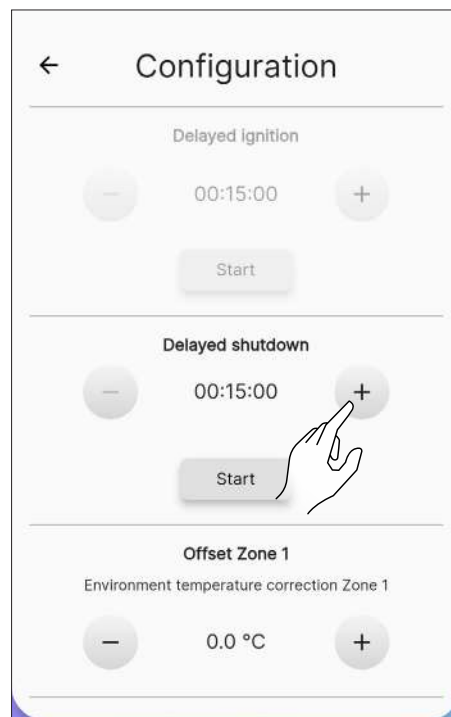 ← Configuration
Delayed ignition
− 00:15:00 +
Start
Delayed shutdown
− 00:15:00 +
Start
Offset Zone 1
Environment temperature correction Zone 1
− 0.0 °C +